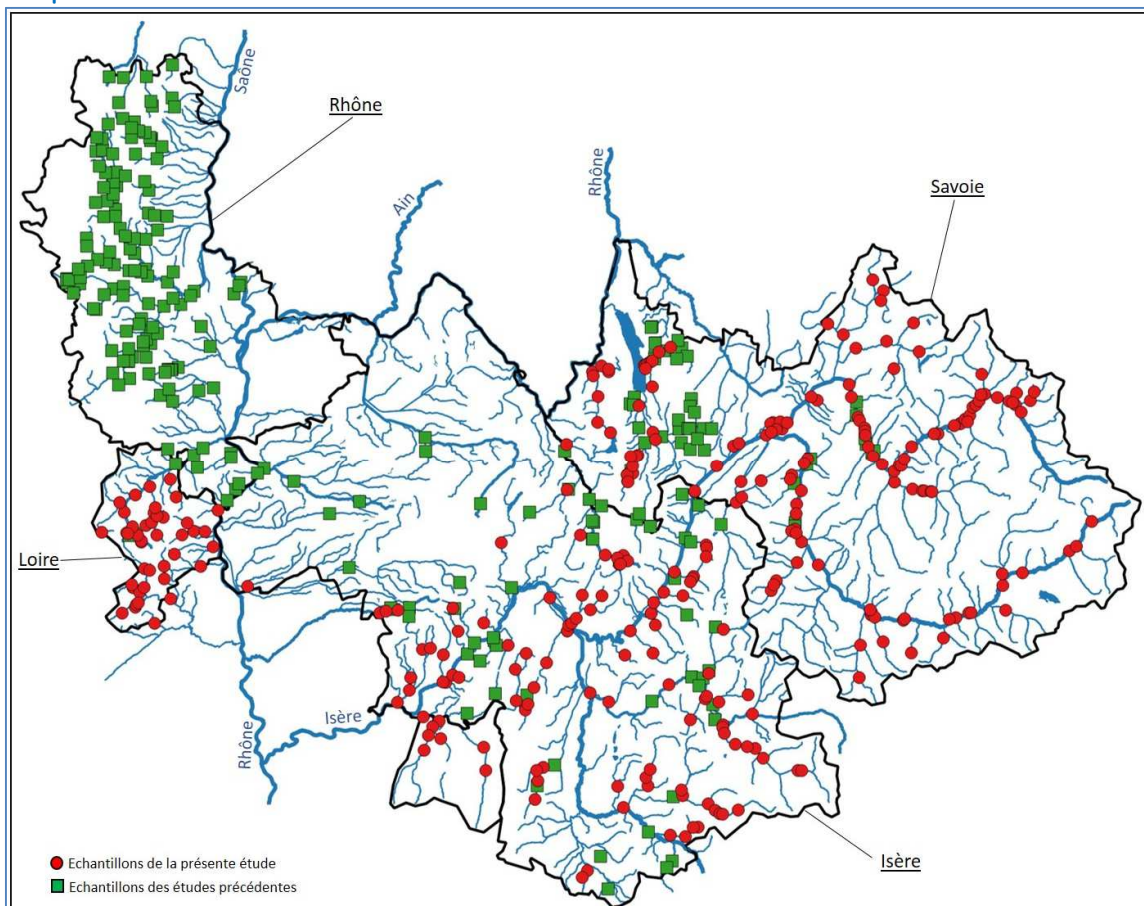 Saône
Rhône
Ain
Rhône
Savoie
Loire
Isère
Rhône
Isère
Echantillons de la présente étude
Echantillons des études précédentes